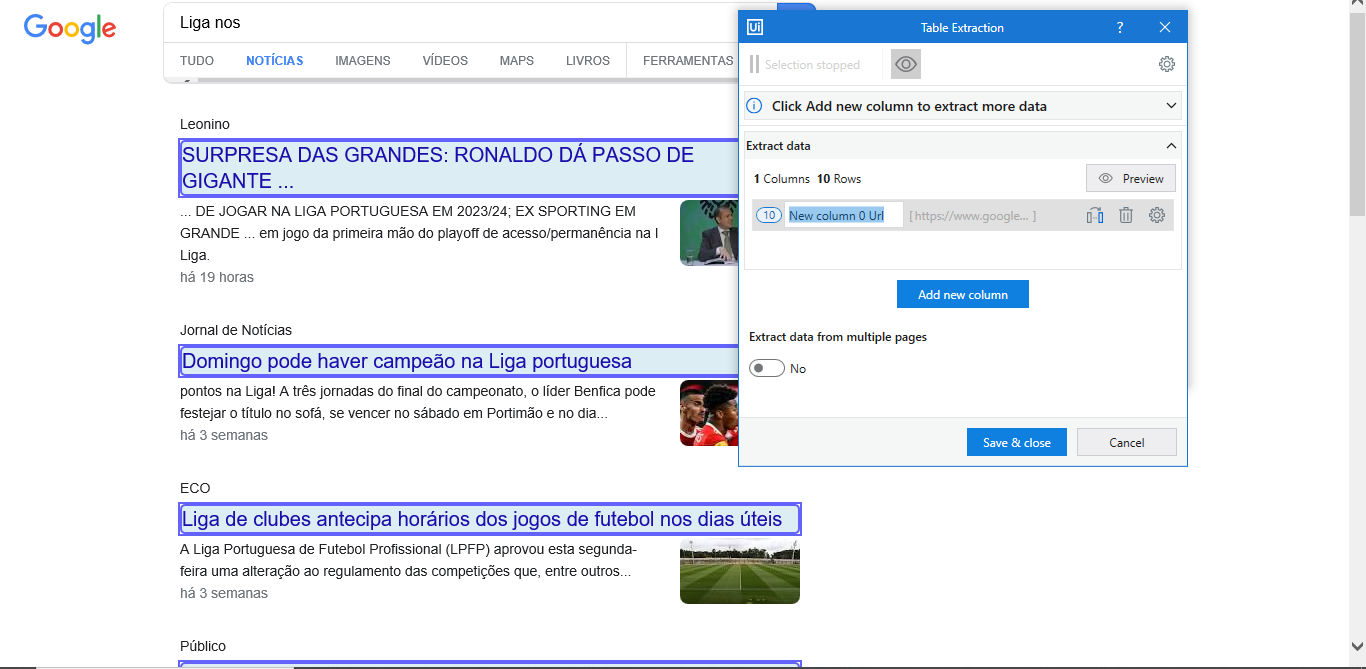 Google
Liga nos
TUDO
NOTÍCIAS
IMAGENS
VÍDEOS
MAPS
LIVROS
FERRAMENTAS
Leonino
SURPRESA DAS GRANDES: RONALDO DÁ PASSO DE
GIGANTE ...
... DE JOGAR NA LIGA PORTUGUESA EM 2023/24; EX SPORTING EM
GRANDE ... em jogo da primeira mão do playoff de acesso/permanência na I
Liga.
há 19 horas
Jornal de Notícias
Domingo pode haver campeão na Liga portuguesa
pontos na Liga! A três jornadas do final do campeonato, o líder Benfica pode
festejar o título no sofá, se vencer no sábado em Portimão e no dia...
há 3 semanas
ECO
Liga de clubes antecipa horários dos jogos de futebol nos dias úteis
A Liga Portuguesa de Futebol Profissional (LPFP) aprovou esta segunda-
feira uma alteração ao regulamento das competições que, entre outros...
há 3 semanas
Público
Ui
Table Extraction
?
Selection stopped
Click Add new column to extract more data
Extract data
1 Columns 10 Rows
Preview
10
New column 0 Url
[ https://www.google... ]
Add new column
Extract data from multiple pages
No
Save & close
Cancel